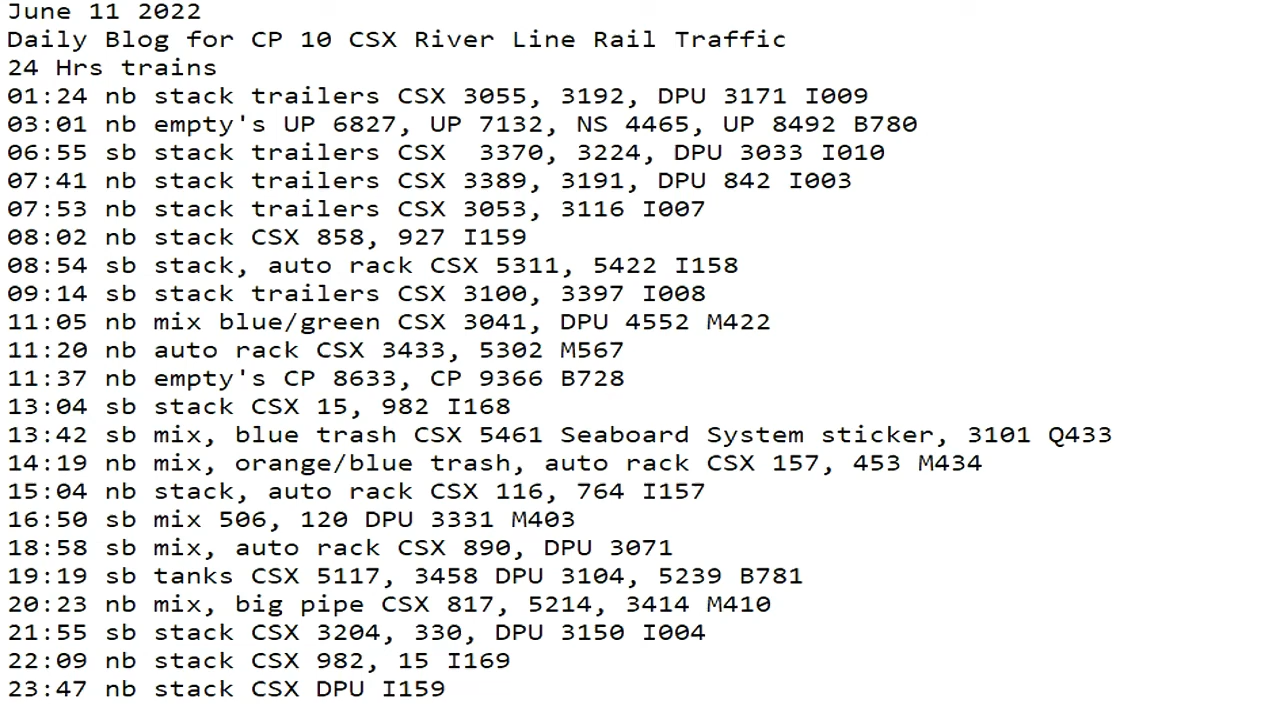 June 11 2022
Daily Blog for CP 10 CSX River Line Rail Traffic
24 Hrs trains
01:24 nb stack trailers CSX 3055, 3192, DPU 3171 I009
03:01 nb empty's UP 6827, UP 7132, NS 4465, UP 8492 B780
06:55 sb stack trailers CSX  3370, 3224, DPU 3033 I010
07:41 nb stack trailers CSX 3389, 3191, DPU 842 I003
07:53 nb stack trailers CSX 3053, 3116 I007
08:02 nb stack CSX 858, 927 I159
08:54 sb stack, auto rack CSX 5311, 5422 I158
09:14 sb stack trailers CSX 3100, 3397 I008
11:05 nb mix blue/green CSX 3041, DPU 4552 M422
11:20 nb auto rack CSX 3433, 5302 M567
11:37 nb empty's CP 8633, CP 9366 B728
13:04 sb stack CSX 15, 982 I168
13:42 sb mix, blue trash CSX 5461 Seaboard System sticker, 3101 Q433
14:19 nb mix, orange/blue trash, auto rack CSX 157, 453 M434
15:04 nb stack, auto rack CSX 116, 764 I157
16:50 sb mix 506, 120 DPU 3331 M403
18:58 sb mix, auto rack CSX 890, DPU 3071
19:19 sb tanks CSX 5117, 3458 DPU 3104, 5239 B781
20:23 nb mix, big pipe CSX 817, 5214, 3414 M410
21:55 sb stack CSX 3204, 330, DPU 3150 I004
22:09 nb stack CSX 982, 15 I169
23:47 nb stack CSX DPU I159